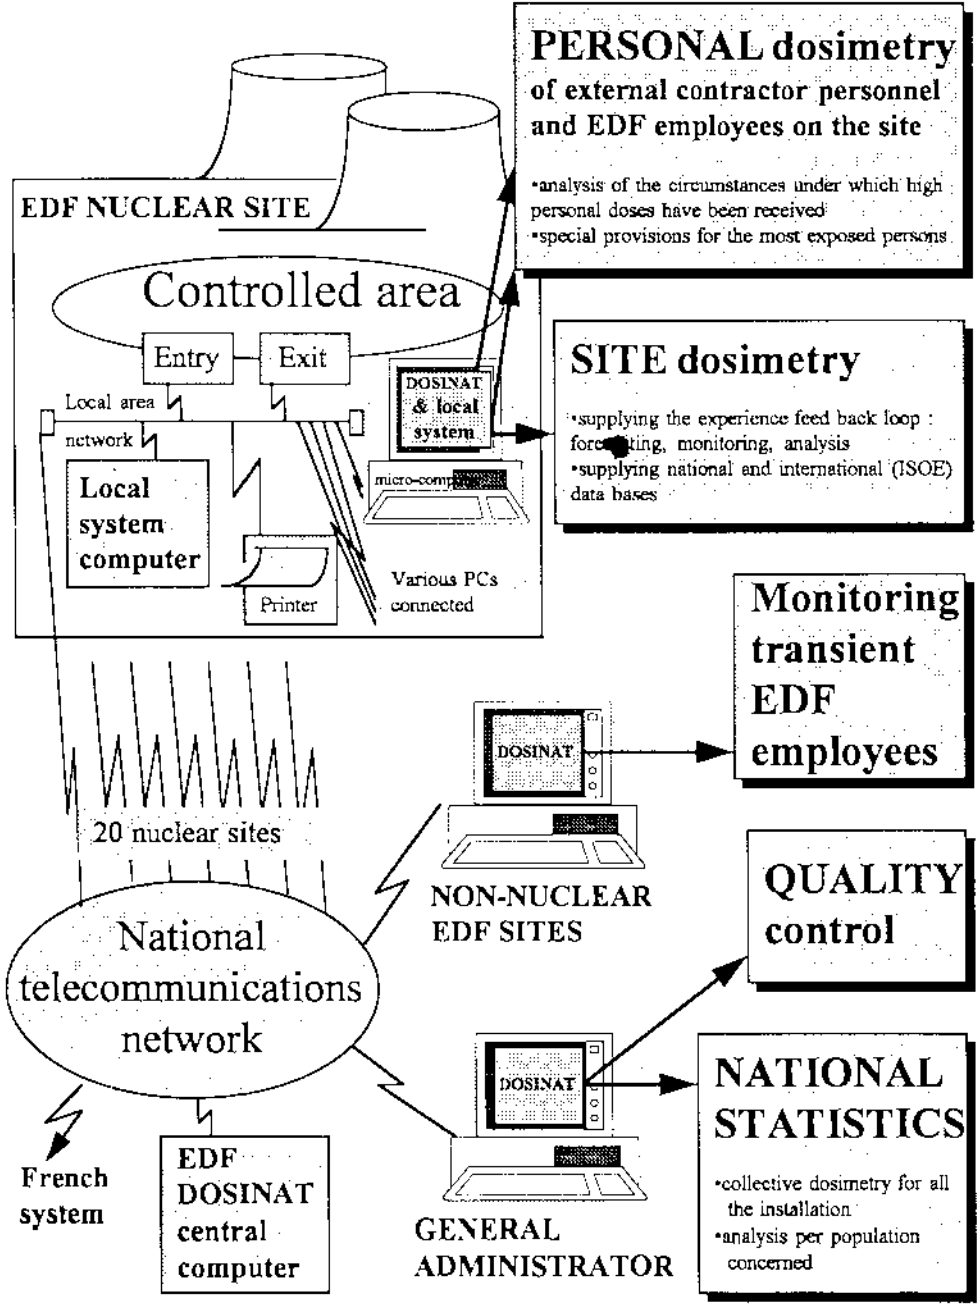 PERSONAL dosimetry
of external contractor personnel
and EDF employees on the site
•analysis of the circumstances under which high
personal doses have been received
•special provisions for the most exposed persons
EDF NUCLEAR SITE
Controlled area
Entry
Exit
Local area
network
DOSINAT
& local
system
SITE dosimetry
•supplying the experience feed back loop :
monitoring, analysis
•supplying national and international (ISOE)
data bases
Local
system
computer
Printer
Various PCs
connected
Monitoring
transient
EDF
employees
DOSINAT
20 nuclear sites
NON-NUCLEAR
EDF SITES
QUALITY
control
National
telecommunications
network
DOSINAT
NATIONAL
STATISTICS
•collective dosimetry for all
the installation
•analysis per population
concerned
French
system
EDF
DOSINAT
central
computer
GENERAL
ADMINISTRATOR